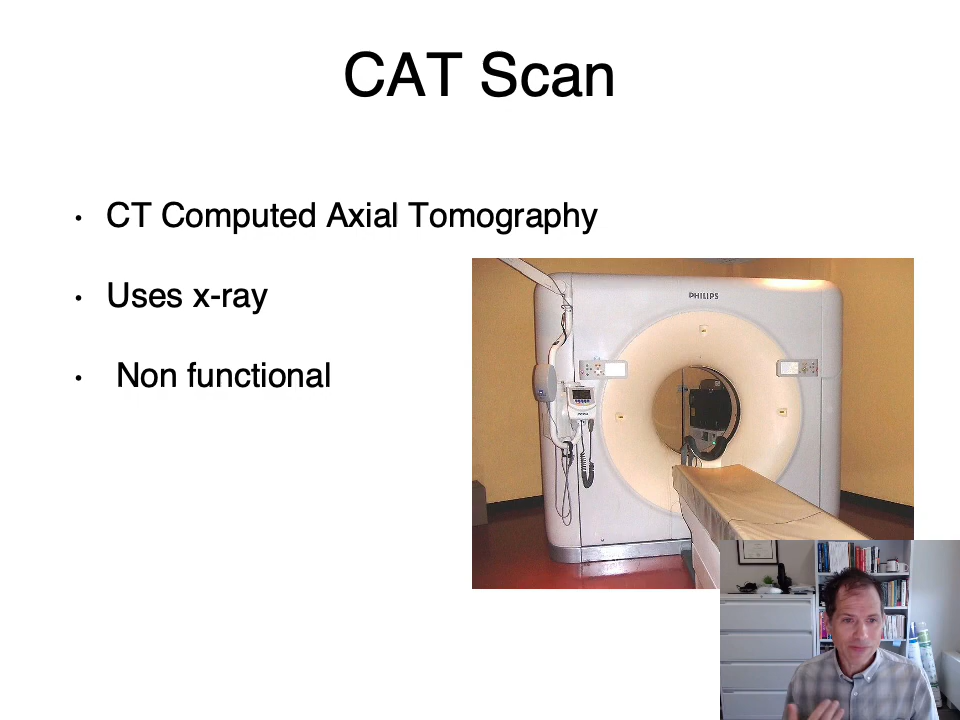 CAT Scan
• CT Computed Axial Tomography
• Uses x-ray
• Non functional
PHILIPS